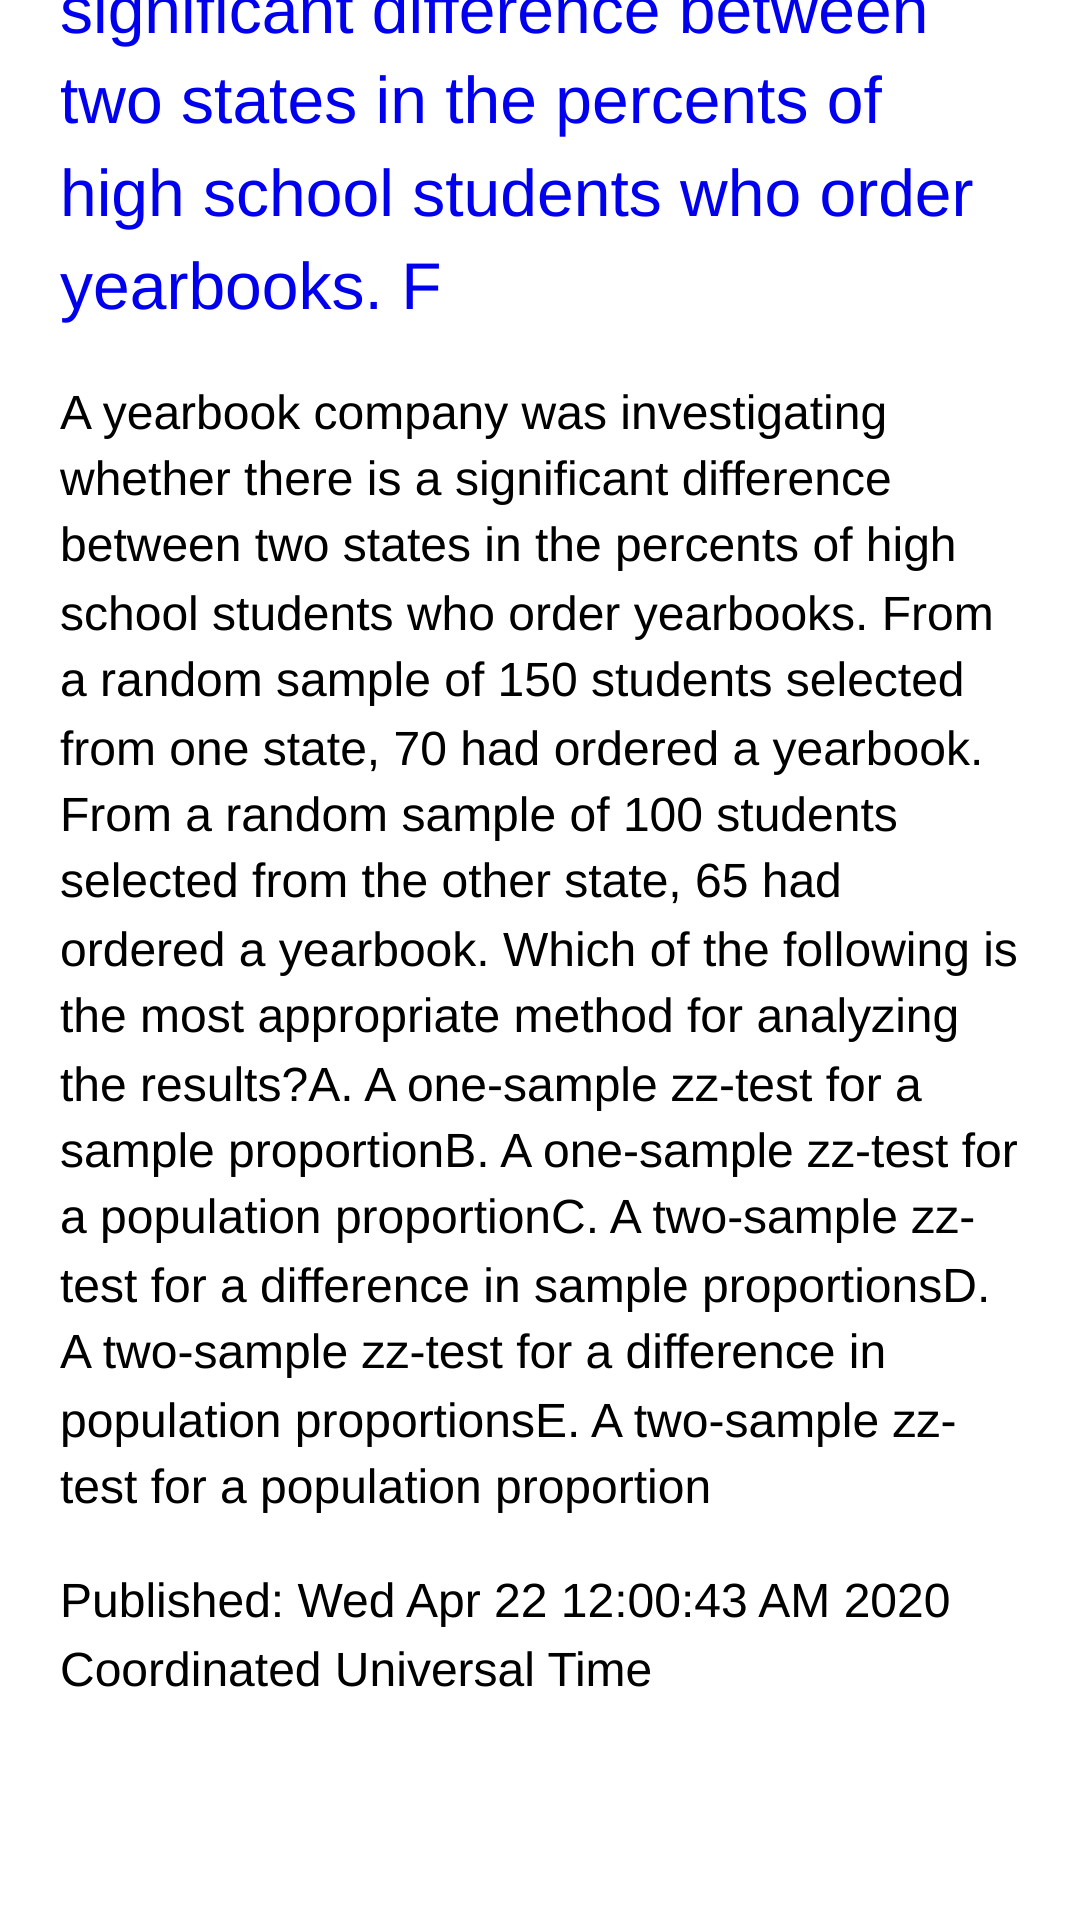 significant difference between
two states in the percents of
high school students who order
yearbooks. F
A yearbook company was investigating
whether there is a significant difference
between two states in the percents of high
school students who order yearbooks. From
a random sample of 150 students selected
from one state, 70 had ordered a yearbook.
From a random sample of 100 students
selected from the other state, 65 had
ordered a yearbook. Which of the following is
the most appropriate method for analyzing
the results?A. A one-sample zz-test for a
sample proportionB. A one-sample zz-test for
a population proportionC. A two-sample zz-
test for a difference in sample proportionsD.
A two-sample zz-test for a difference in
population proportionsE. A two-sample zz-
test for a population proportion
Published: Wed Apr 22 12:00:43 AM 2020
Coordinated Universal Time